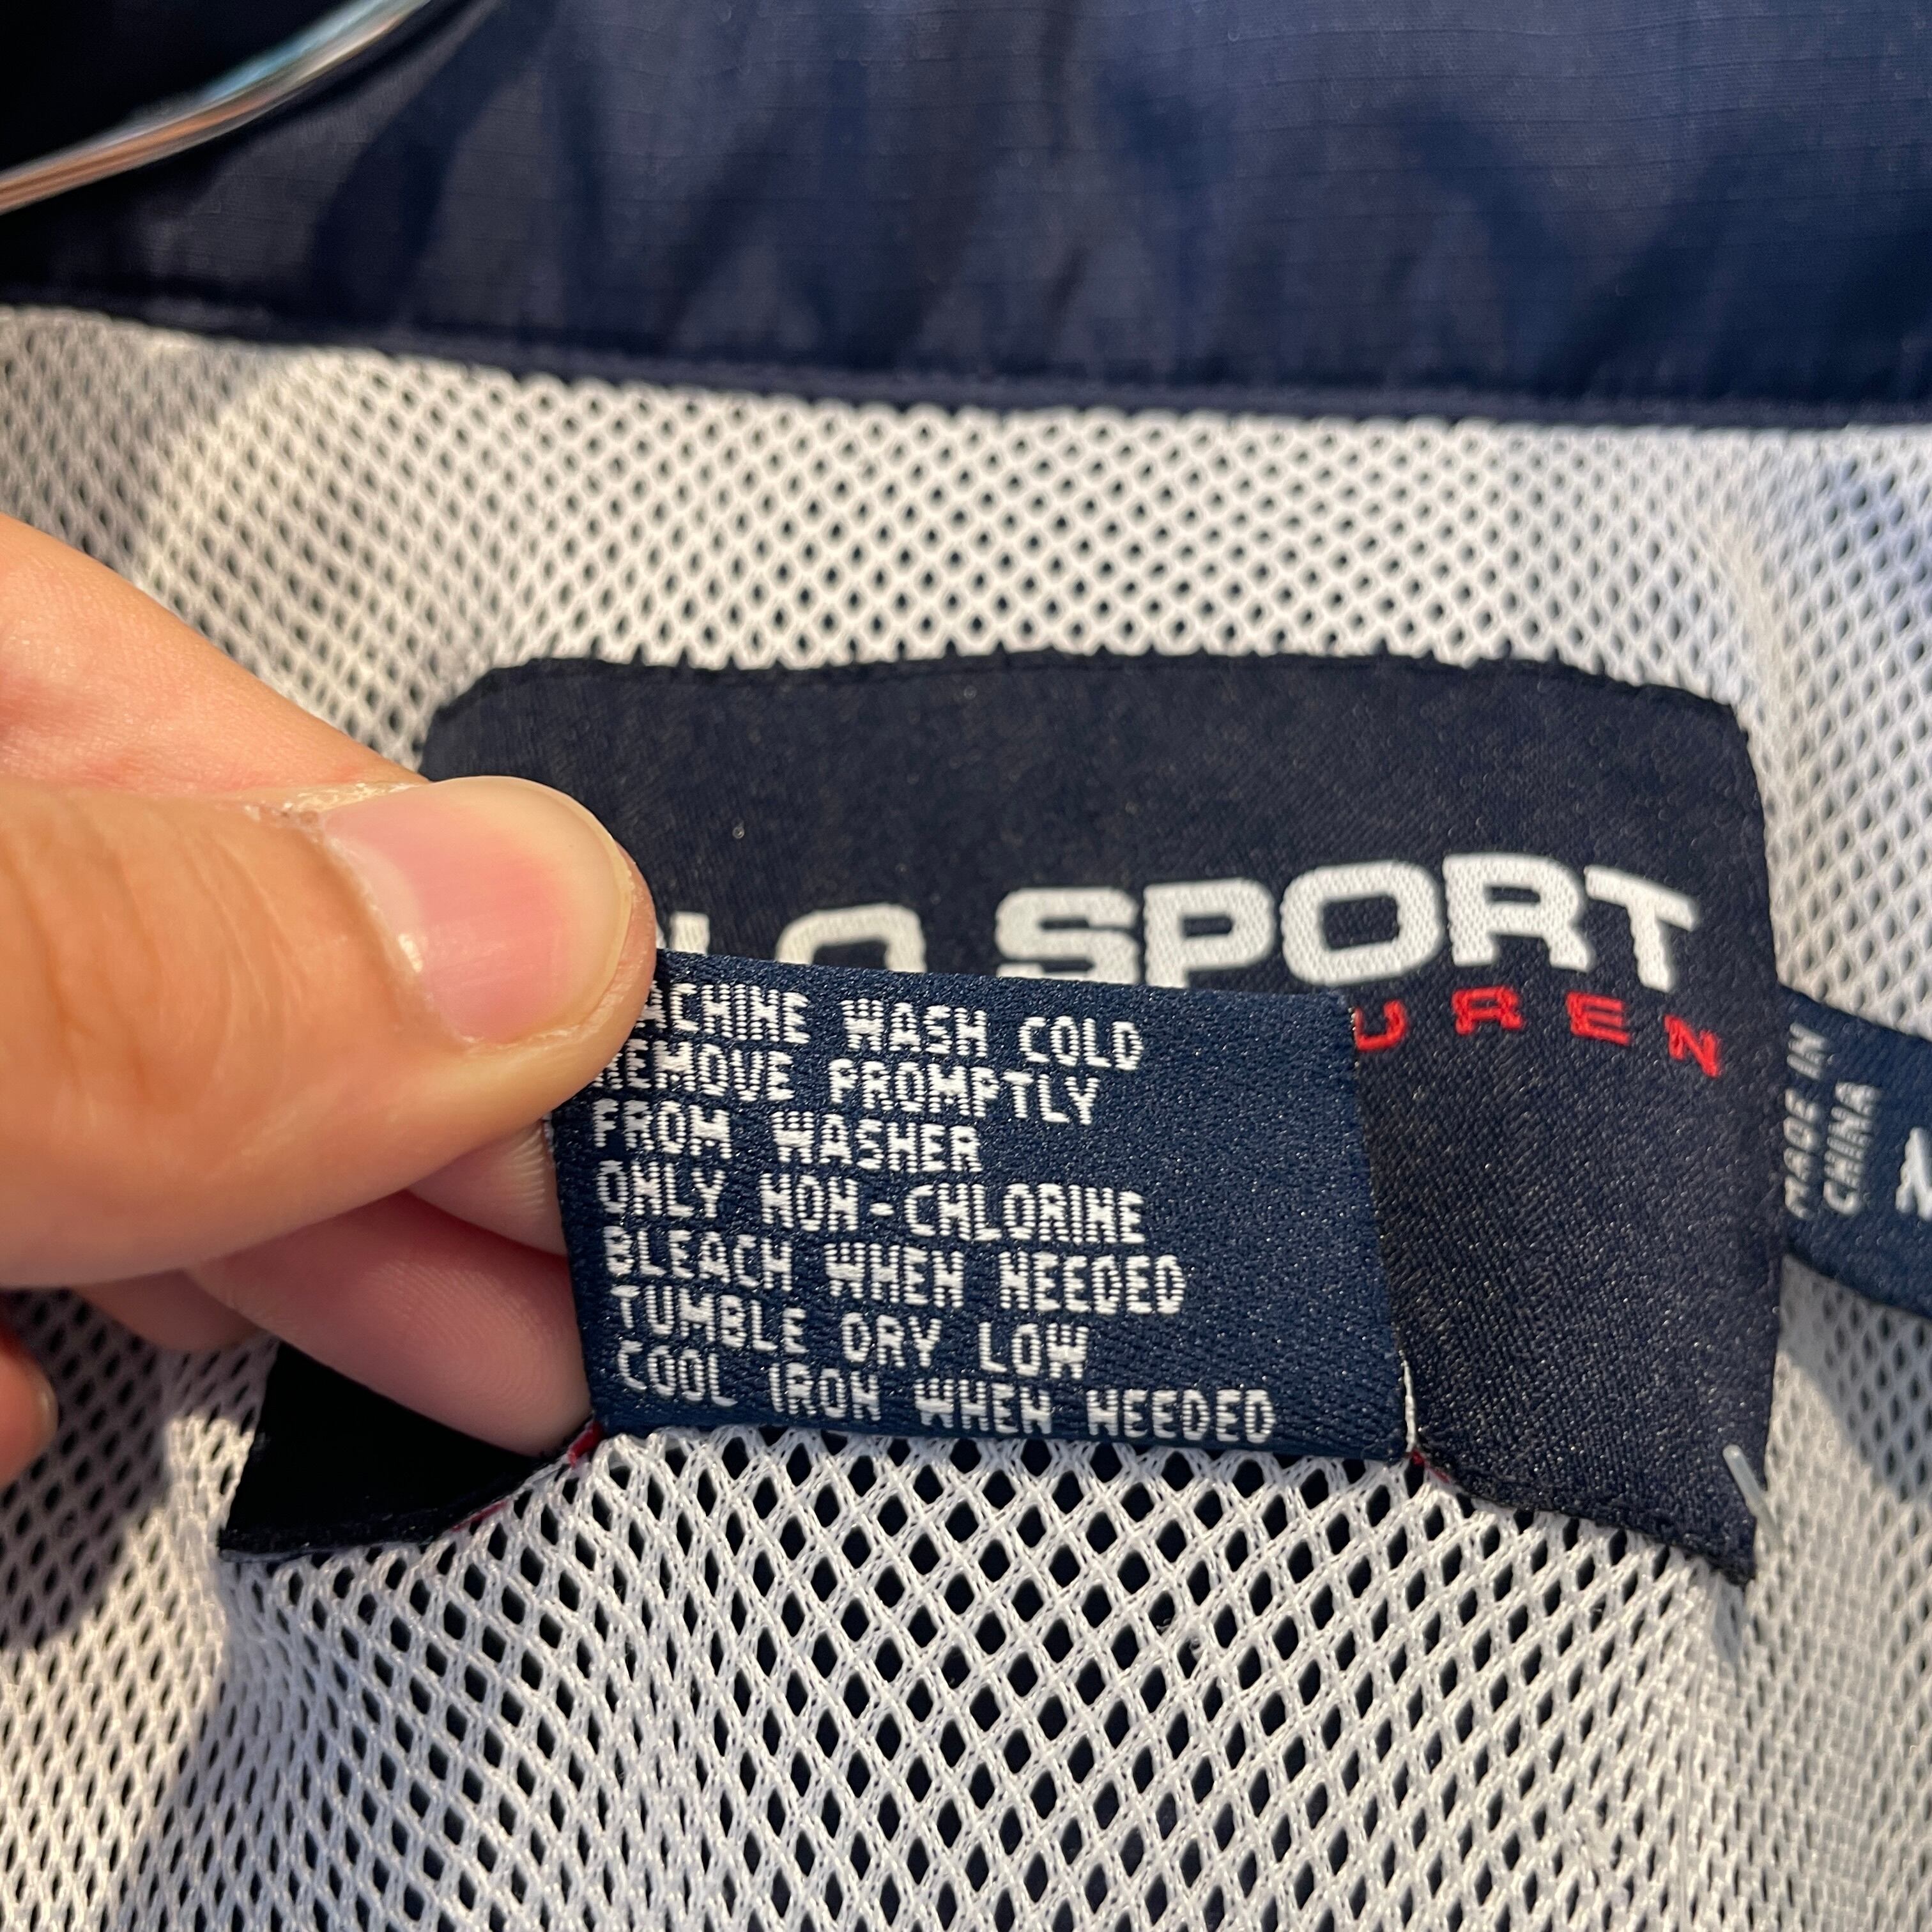 LO SPORT
UREN
MACHINE WASH COLD
REMOVE PROMPTLY
FROM WASHER
ONLY NON-CHLORINE
BLEACH WHEN NEEDED
TUMBLE DRY LOW
COOL IRON WHEN NEEDED
MADE IN
CHINA
M